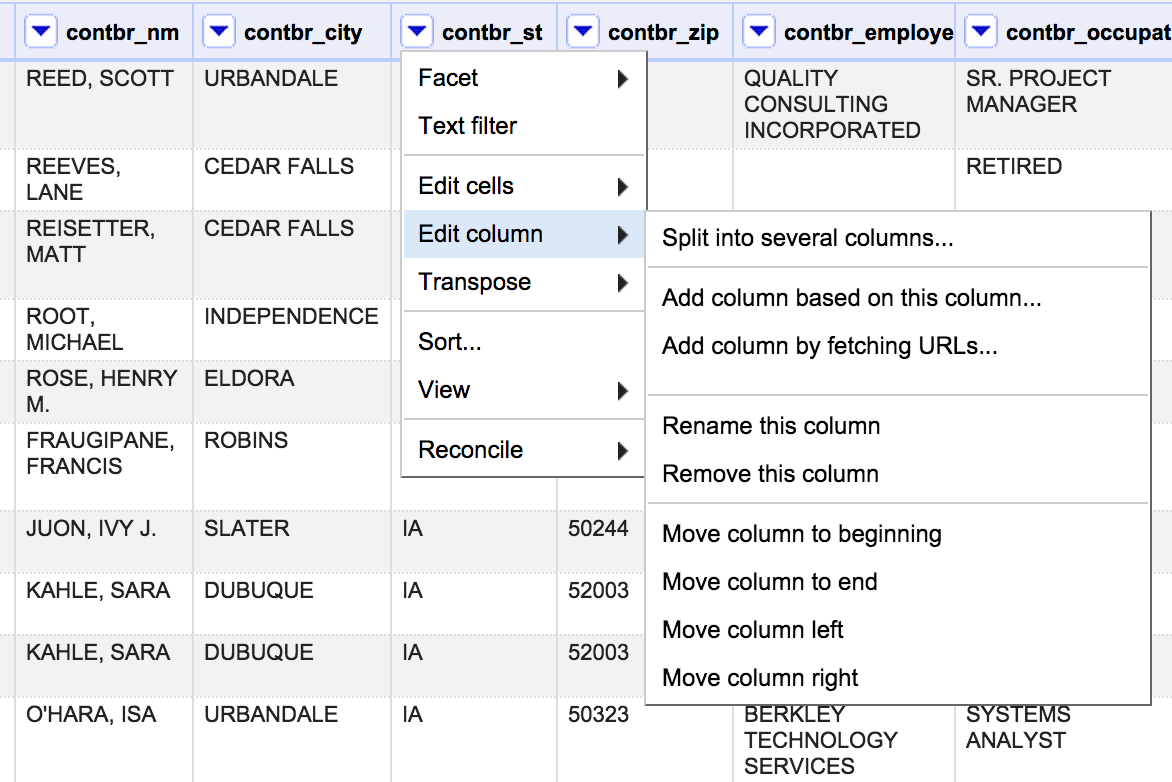 contbr_nm contbr_city contbr_st contbr_zip contbr_employe contbr_occupat
REED, SCOTT URBANDALE QUALITY SR. PROJECT
CONSULTING MANAGER
INCORPORATED
REEVES, CEDAR FALLS RETIRED
LANE
REISETTER, CEDAR FALLS
MATT
ROOT, INDEPENDENCE
MICHAEL
ROSE, HENRY ELDORA
M.
FRAUGIPANE, ROBINS
FRANCIS
JUON, IVY J. SLATER IA 50244
KAHLE, SARA DUBUQUE IA 52003
KAHLE, SARA DUBUQUE IA 52003
O'HARA, ISA URBANDALE IA 50323 BERKLEY SYSTEMS
TECHNOLOGY ANALYST
SERVICES
Facet
Text filter
Edit cells
Edit column
Transpose
Sort...
View
Reconcile
Split into several columns...
Add column based on this column...
Add column by fetching URLs...
Rename this column
Remove this column
Move column to beginning
Move column to end
Move column left
Move column right